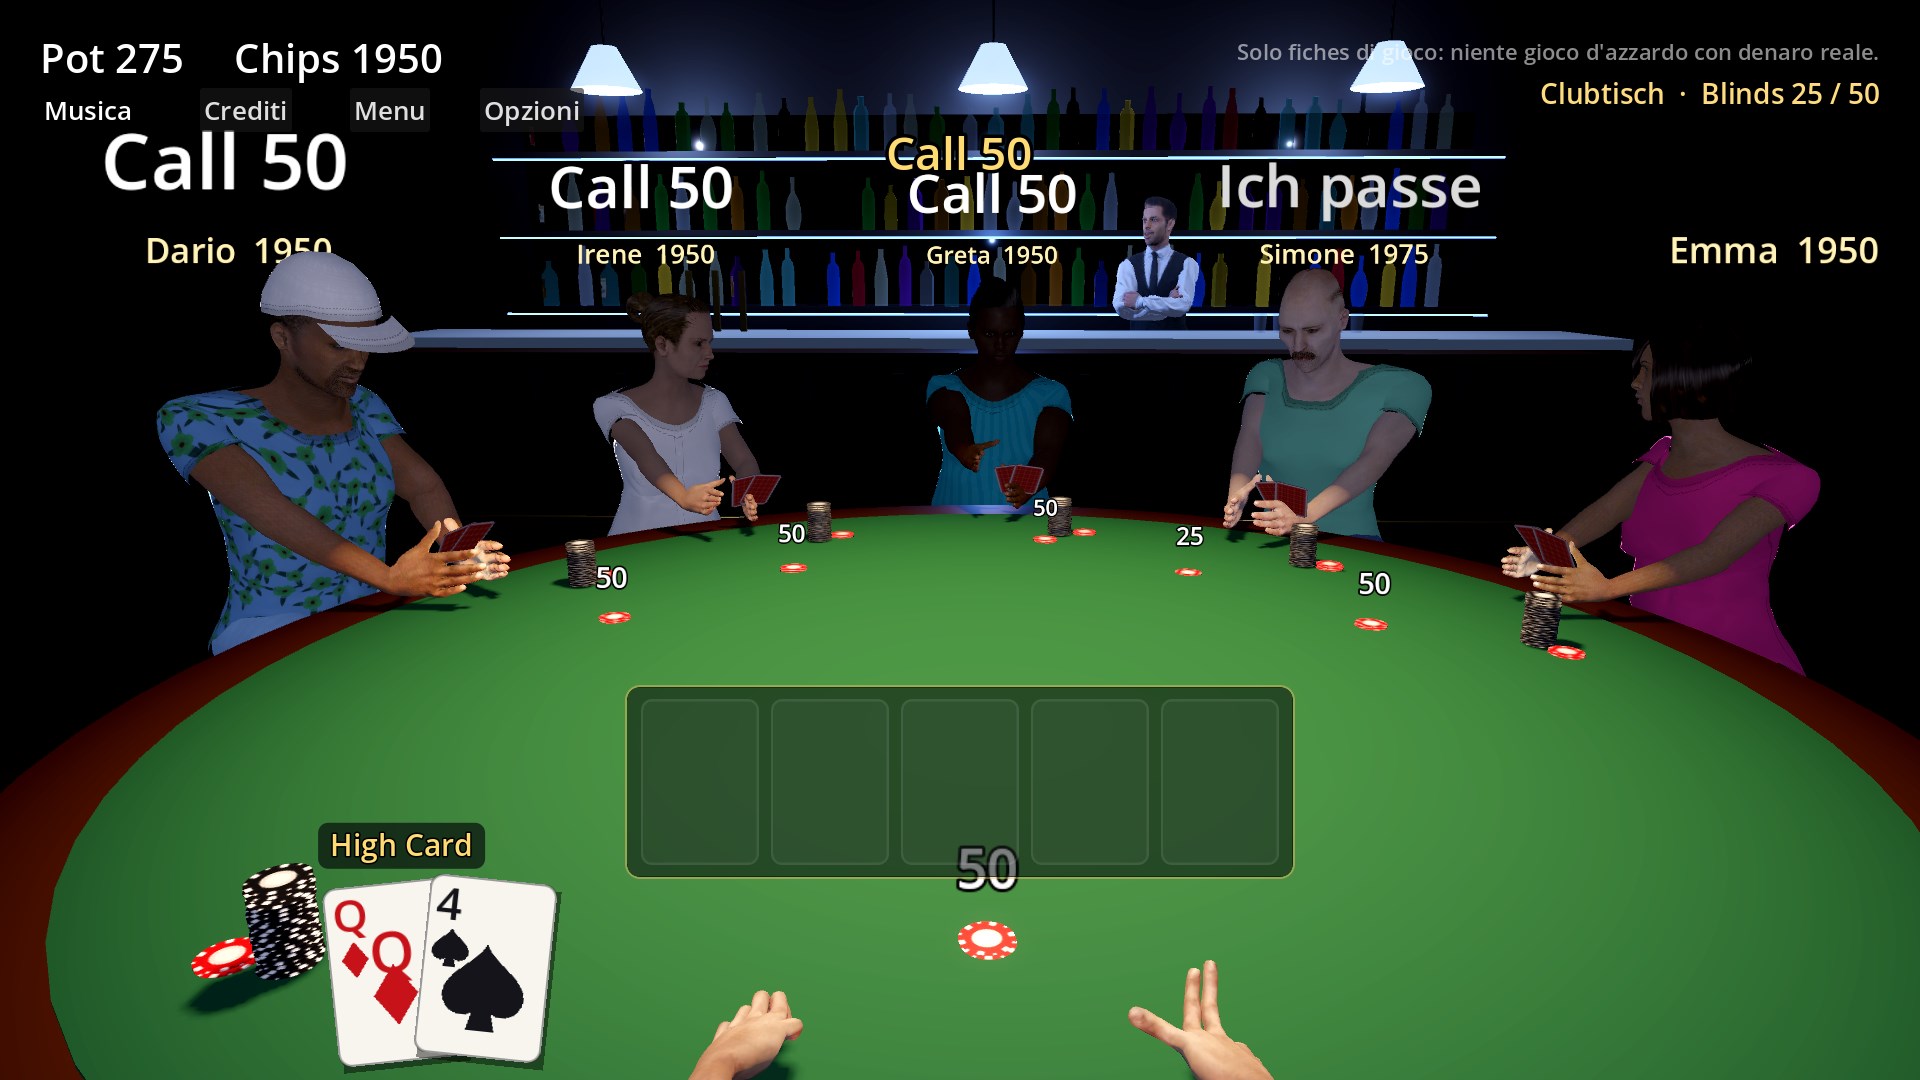 Pot 275 Chips 1950
Solo fiches di gioco: niente gioco d'azzardo con denaro reale.
Musica Crediti Menu Opzioni
Clubtisch · Blinds 25 / 50
Call 50
Call 50
Call 50
Call 50
Ich passe
Dario 1950
Irene 1950
Greta 1950
Simone 1975
Emma 1950
50
50
50
25
50
High Card
50
Q
Q
4